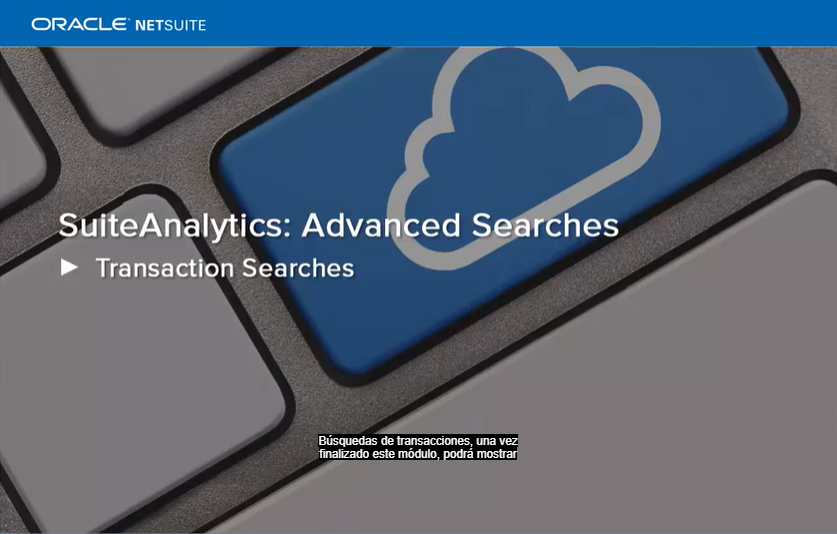 ORACLE® NETSUITE
SuiteAnalytics: Advanced Searches
► Transaction Searches
Búsquedas de transacciones, una vez
finalizado este módulo, podrá mostrar